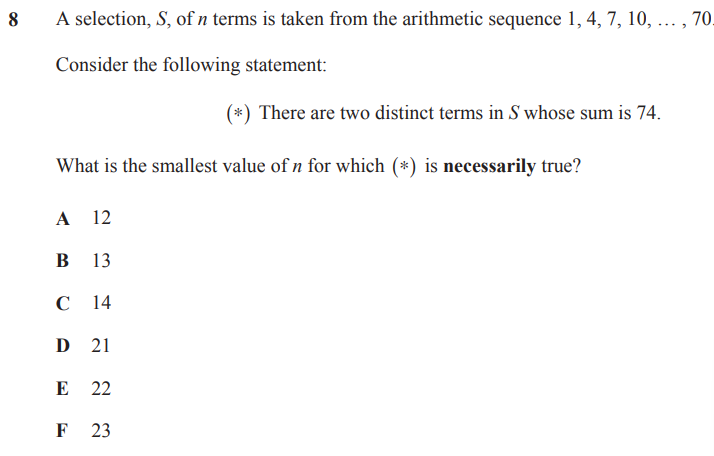 8 A selection, S, of n terms is taken from the arithmetic sequence 1, 4, 7, 10, … , 70.
Consider the following statement:
(*) There are two distinct terms in S whose sum is 74.
What is the smallest value of n for which (*) is necessarily true?
A 12
B 13
C 14
D 21
E 22
F 23